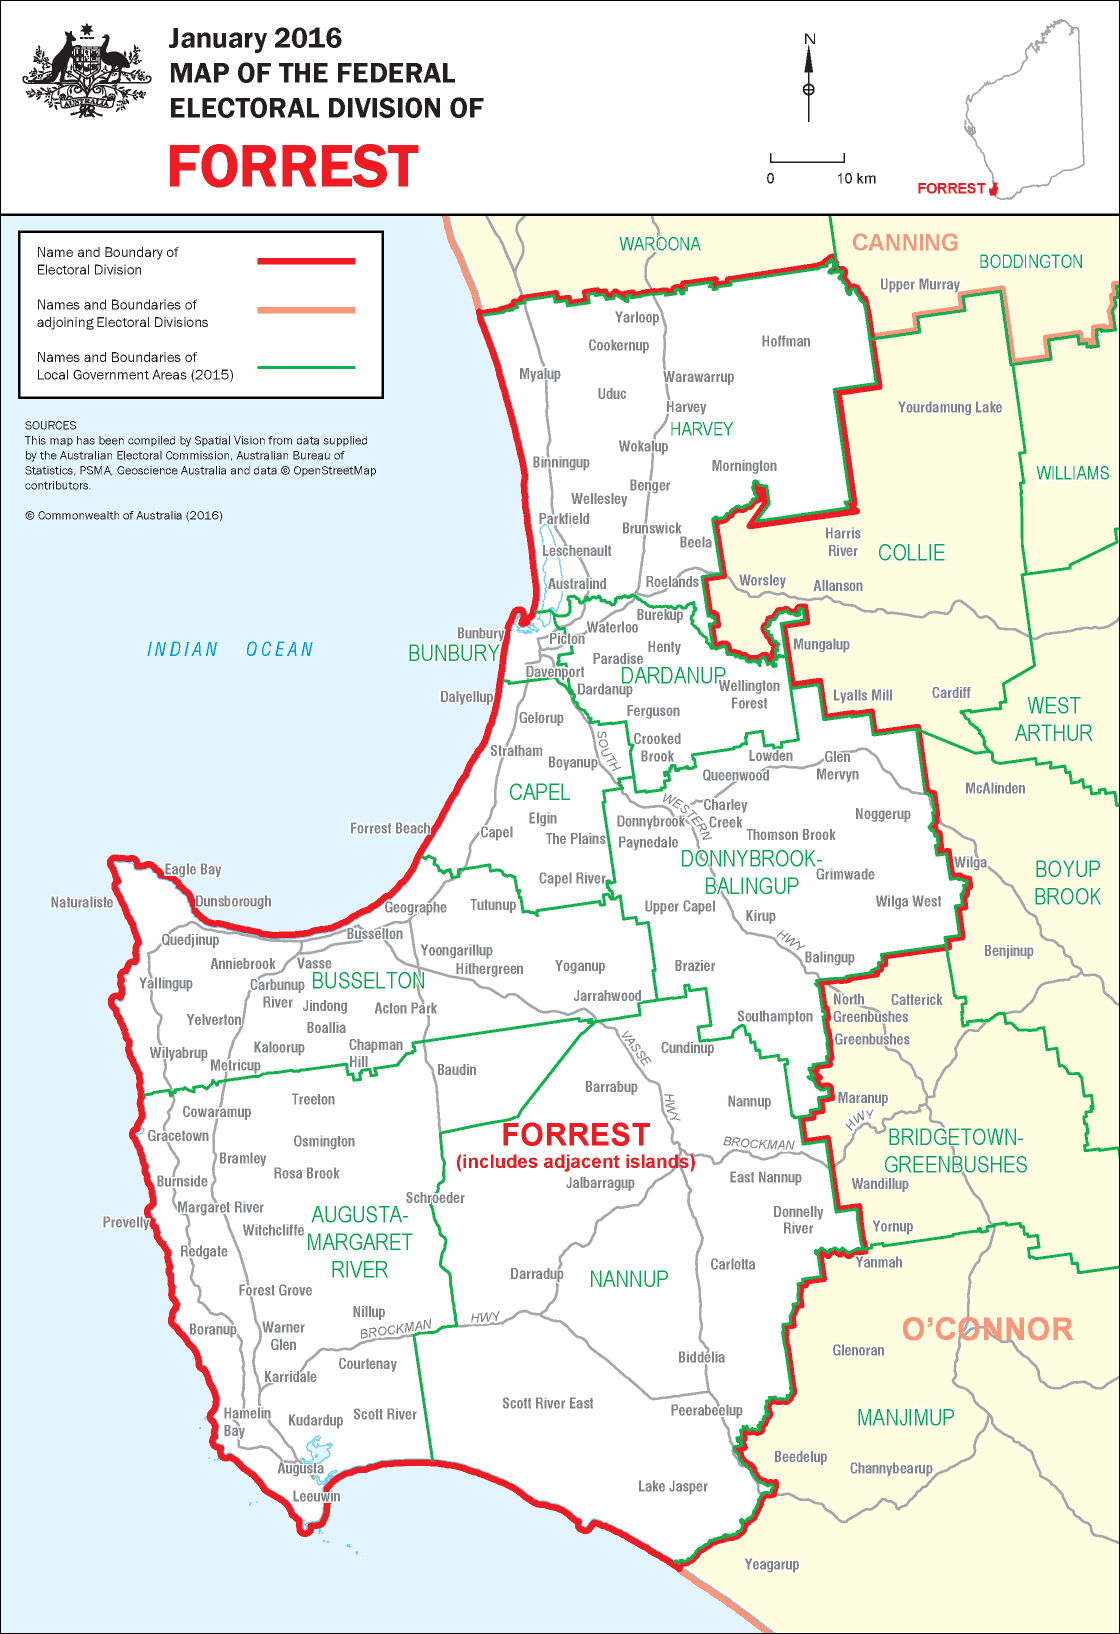 January 2016
MAP OF THE FEDERAL
ELECTORAL DIVISION OF
FORREST
AUSTRALIA
N
0 10 km
FORREST
Name and Boundary of
Electoral Division
Names and Boundaries of
adjoining Electoral Divisions
Names and Boundaries of
Local Government Areas (2015)
SOURCES
This map has been compiled by Spatial Vision from data supplied
by the Australian Electoral Commission, Australian Bureau of
Statistics, PSMA, Geoscience Australia and data © OpenStreetMap
contributors.
© Commonwealth of Australia (2016)
WAROONA
CANNING
BODDINGTON
Upper Murray
Yarloop
Hoffman
Cookernup
Myalup
Warawarrup
Uduc
Harvey
Yourdamung Lake
HARVEY
Wokalup
Binningup
Mornington
WILLIAMS
Benger
Wellesley
Parkfield
Brunswick
Harris
River
Beela
Leschenault
COLLIE
Australind
Roelands
Worsley
Allanson
Burekup
Waterloo
Bunbury
Picton
INDIAN OCEAN
BUNBURY
Henty
Mungalup
Paradise
Davenport
DARDANUP
Dardanup
Wellington
Forest
Dalyellup
Lyalls Mill
Cardiff
Gelorup
Ferguson
WEST
ARTHUR
Crooked
Brook
SOUTH
Stratham
Boyanup
Lowden
Glen
Mervyn
Queenwood
CAPEL
McAlinden
WESTERN
Charley
Creek
Elgin
Donnybrook
Noggerup
Forrest Beach
Capel
The Plains
Paynedale
Thomson Brook
DONNYBROOK-
BALINGUP
Wilga
Eagle Bay
Grimwade
BOYUP
BROOK
Capel River
Naturaliste
Dunsborough
Geographe
Tutunup
Upper Capel
Kirup
Wilga West
Quedjinup
Busselton
HWY
Yoongarillup
Benjinup
Anniebrook
Vasse
Hithergreen
Yoganup
Brazier
Balingup
Yallingup
Carbunup
River
BUSSELTON
Jindong
Acton Park
Jarrahwood
North
Greenbushes
Catterick
Yelverton
Boallia
Southampton
Greenbushes
Wilyabrup
Kaloorup
Chapman
Hill
VASSE
Cundinup
Metricup
Baudin
Barrabup
Treeton
HWY
Nannup
Maranup
Cowaramup
HWY
Gracetown
Osmington
FORREST
(includes adjacent islands)
BROCKMAN
BRIDGETOWN-
GREENBUSHES
Bramley
Rosa Brook
Burnside
Jalbarragup
East Nannup
Wandillup
Schroeder
Margaret River
Prevelly
AUGUSTA-
MARGARET
RIVER
Witchcliffe
Donnelly
River
Yornup
Redgate
Carlotta
Yanmah
Darradup
NANNUP
Forest Grove
Nillup
Boranup
Warner
Glen
BROCKMAN
HWY
O'CONNOR
Glenoran
Courtenay
Biddelia
Karridale
Scott River East
Peerabeelup
MANJIMUP
Hamelin
Bay
Kudardup
Scott River
Beedelup
Channybearup
Augusta
Lake Jasper
Leeuwin
Yeagarup